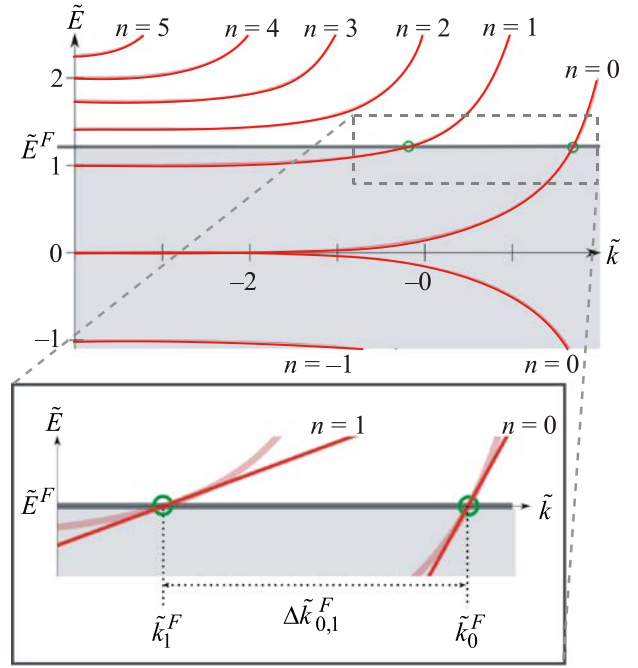 Ẽ
n = 5 n = 4 n = 3 n = 2 n = 1
n = 0
2
Ẽ^F
1
0
–2 –0 k̃
–1
n = –1 n = 0
Ẽ n = 1 n = 0
Ẽ^F k̃
Δk̃^F_{0,1}
k̃^F_1 k̃^F_0